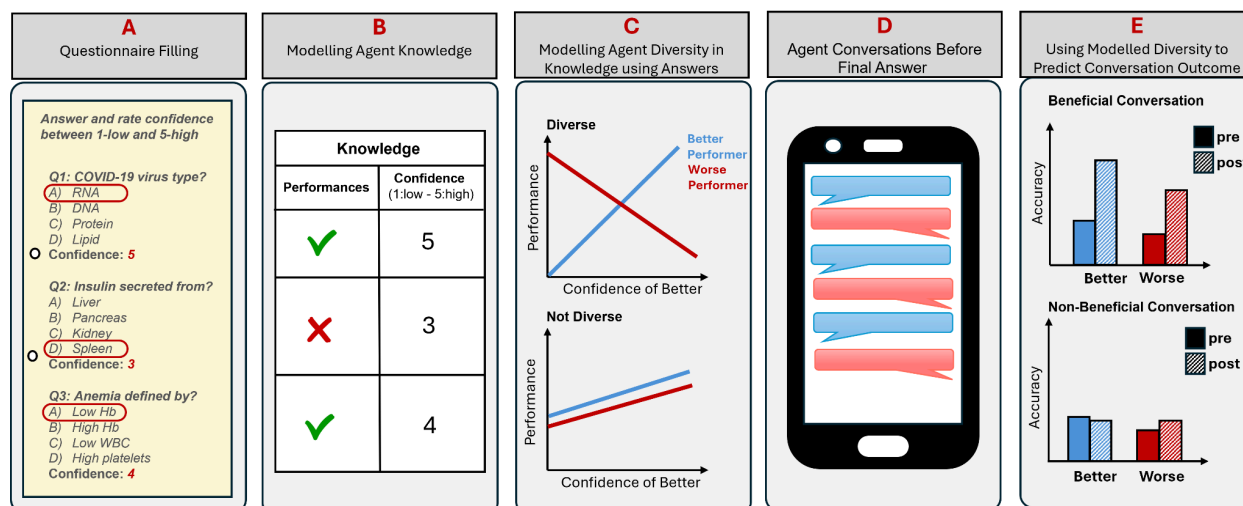 A
Questionnaire Filling
Answer and rate confidence
between 1-low and 5-high
Q1: COVID-19 virus type?
A) RNA
B) DNA
C) Protein
D) Lipid
Confidence: 5
Q2: Insulin secreted from?
A) Liver
B) Pancreas
C) Kidney
D) Spleen
Confidence: 3
Q3: Anemia defined by?
A) Low Hb
B) High Hb
C) Low WBC
D) High platelets
Confidence: 4
B
Modelling Agent Knowledge
Knowledge
Performances
Confidence
(1:low - 5:high)
5
3
4
C
Modelling Agent Diversity in
Knowledge using Answers
Diverse
Better
Performer
Worse
Performer
Performance
Confidence of Better
Not Diverse
Performance
Confidence of Better
D
Agent Conversations Before
Final Answer
E
Using Modelled Diversity to
Predict Conversation Outcome
Beneficial Conversation
pre
post
Accuracy
Better
Worse
Non-Beneficial Conversation
pre
post
Accuracy
Better
Worse